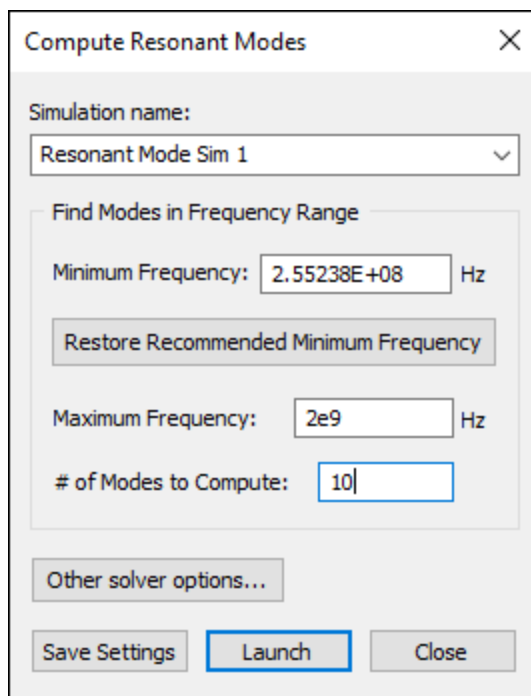 Compute Resonant Modes
Simulation name:
Resonant Mode Sim 1
Find Modes in Frequency Range
Minimum Frequency: 2.55238E+08 Hz
Restore Recommended Minimum Frequency
Maximum Frequency: 2e9 Hz
# of Modes to Compute: 10
Other solver options...
Save Settings Launch Close